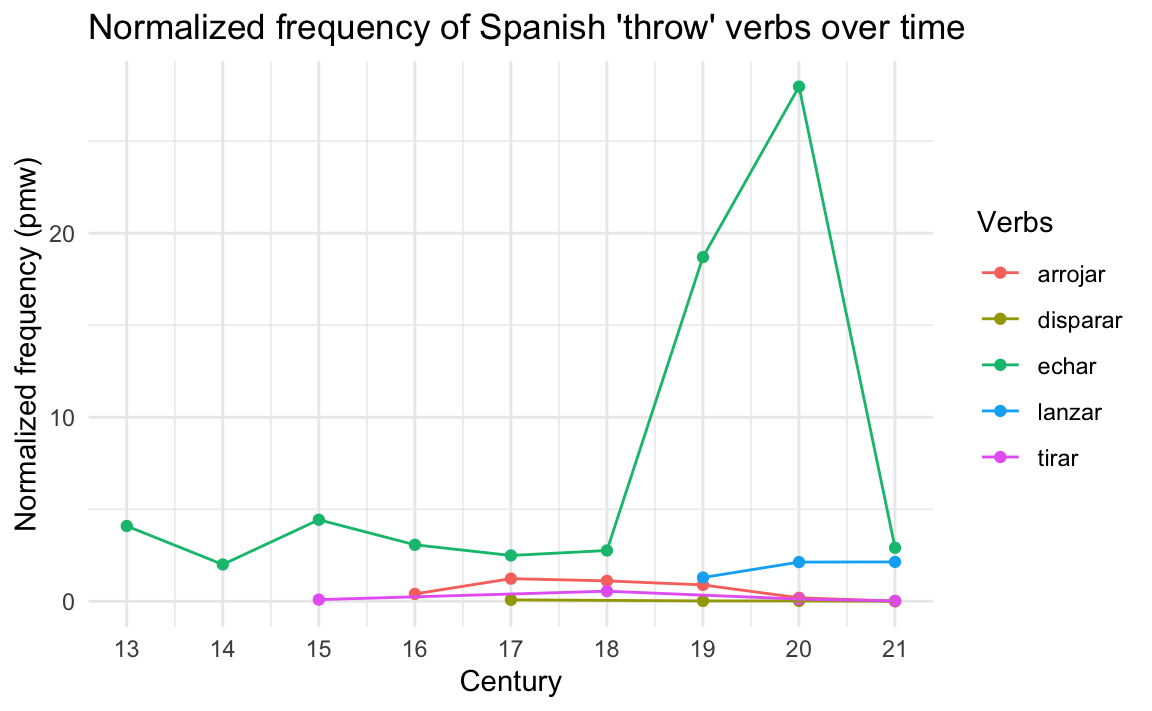 Normalized frequency of Spanish 'throw' verbs over time
Normalized frequency (pmw)
20
10
0
13 14 15 16 17 18 19 20 21
Century
Verbs
arrojar
disparar
echar
lanzar
tirar